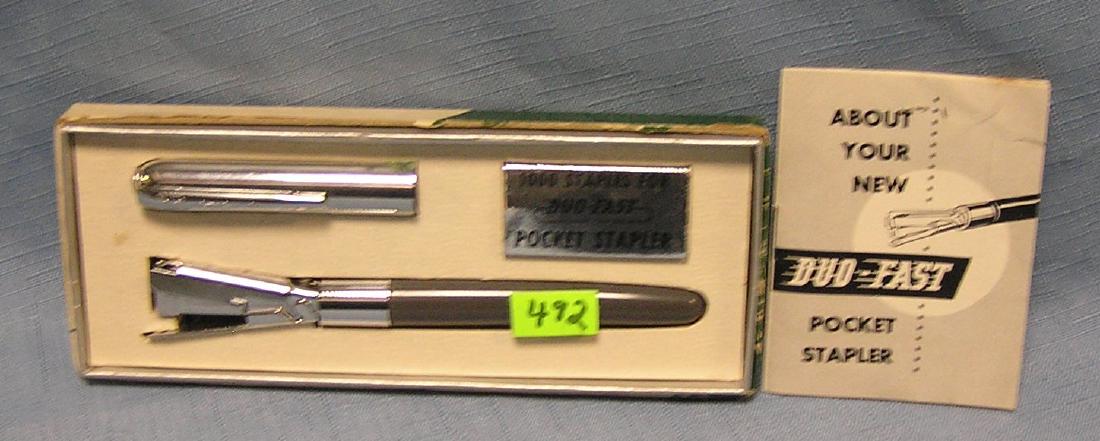 1000 STAPLES FOR
DUO-FAST
POCKET STAPLER
492
ABOUT
YOUR
NEW
DUO-FAST
POCKET
STAPLER